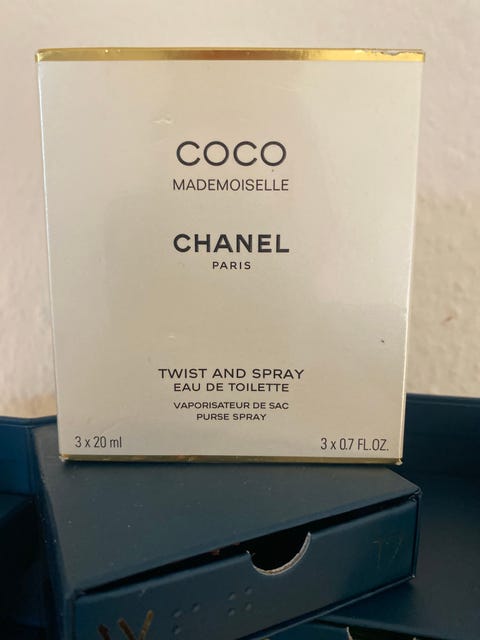 COCO
MADEMOISELLE
CHANEL
PARIS
TWIST AND SPRAY
EAU DE TOILETTE
VAPORISATEUR DE SAC
PURSE SPRAY
3 x 20 ml
3 x 0.7 FL.OZ.